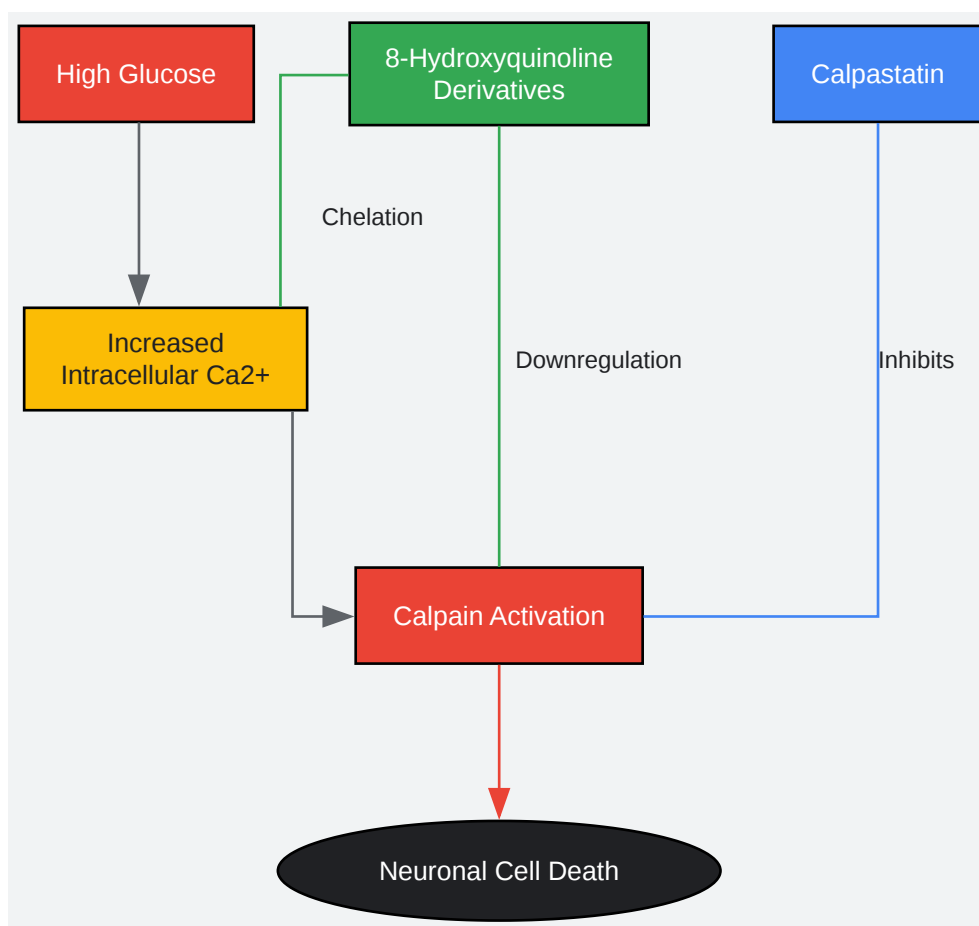 High Glucose
8-Hydroxyquinoline
Derivatives
Calpastatin
Chelation
Increased
Intracellular Ca2+
Downregulation
Inhibits
Calpain Activation
Neuronal Cell Death